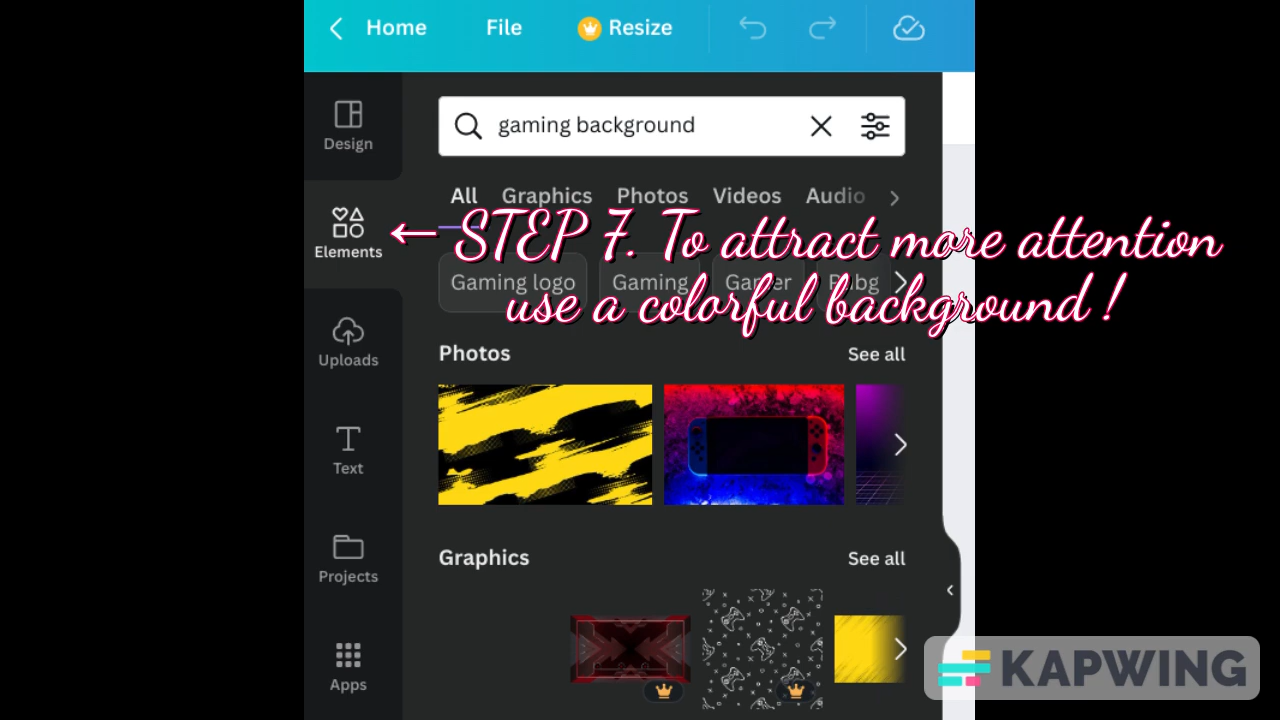 Home File Resize
gaming background
Design
All Graphics Photos Videos Audio
Elements
←STEP 7. To attract more attention
use a colorful background !
Gaming logo Gaming Gamer Pubg
Uploads
Photos See all
Text
Projects
Graphics See all
Apps
KAPWING